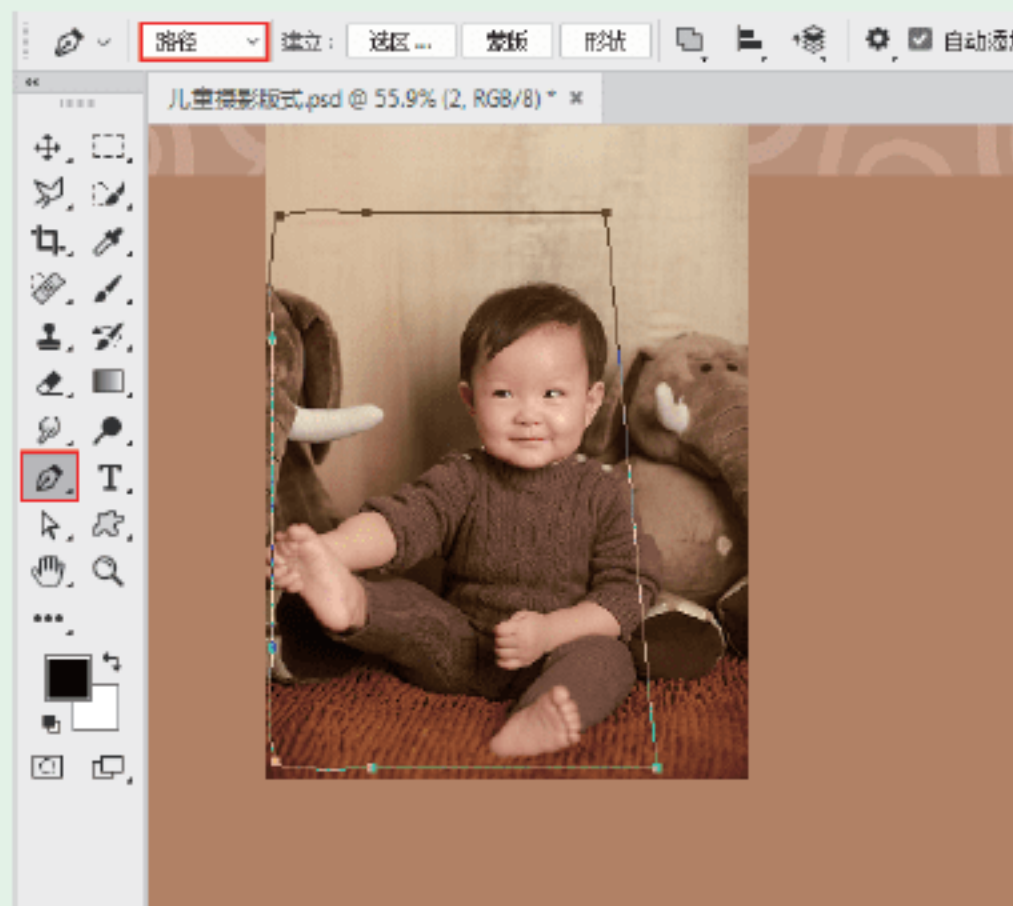 路径 建立： 选区... 蒙版 形状 自动添
儿童摄影版式.psd @ 55.9% (2, RGB/8) * ×
T